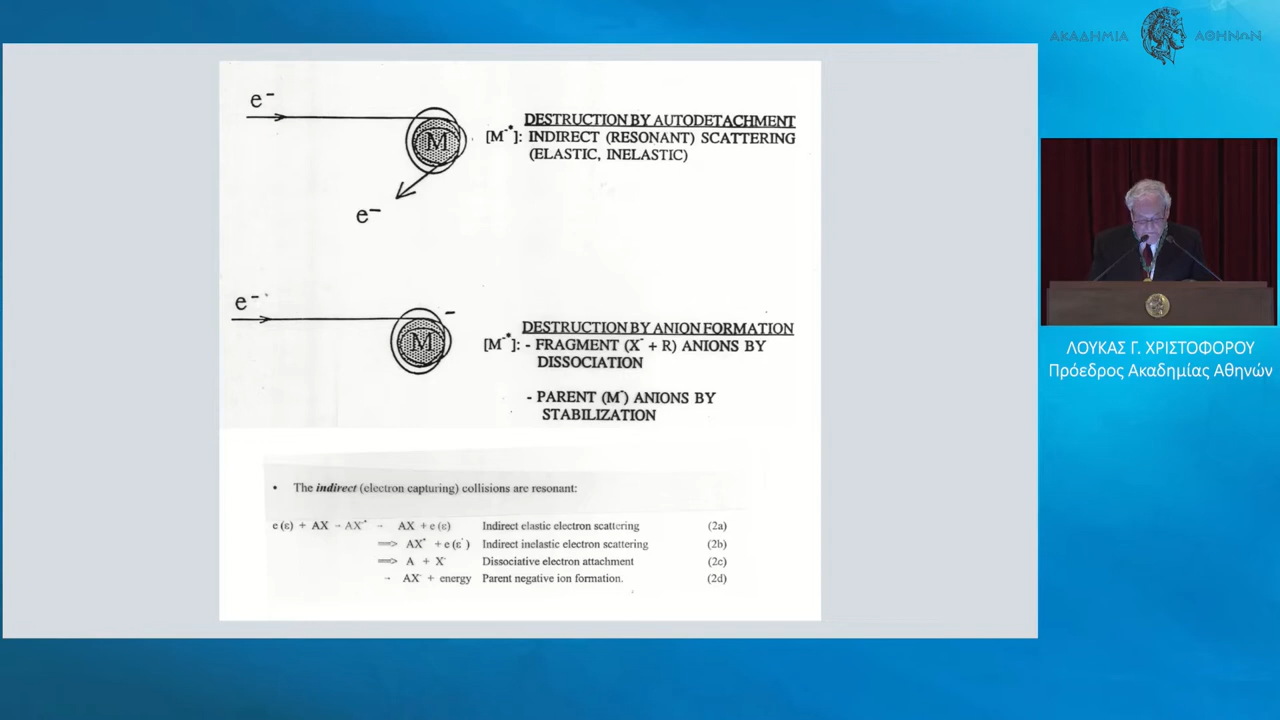 ΑΚΑΔΗΜΙΑ ΑΘΗΝΩΝ
e⁻
M
e⁻
DESTRUCTION BY AUTODETACHMENT
[M⁻*]: INDIRECT (RESONANT) SCATTERING
(ELASTIC, INELASTIC)
e⁻
M
DESTRUCTION BY ANION FORMATION
[M⁻*]: - FRAGMENT (X⁻ + R) ANIONS BY
DISSOCIATION
- PARENT (M⁻) ANIONS BY
STABILIZATION
• The indirect (electron capturing) collisions are resonant:
e (ε) + AX → AX⁻* → AX + e (ε) Indirect elastic electron scattering (2a)
⟹ AX* + e (ε′) Indirect inelastic electron scattering (2b)
⟹ A + X⁻ Dissociative electron attachment (2c)
→ AX⁻ + energy Parent negative ion formation. (2d)
ΛΟΥΚΑΣ Γ. ΧΡΙΣΤΟΦΟΡΟΥ
Πρόεδρος Ακαδημίας Αθηνών